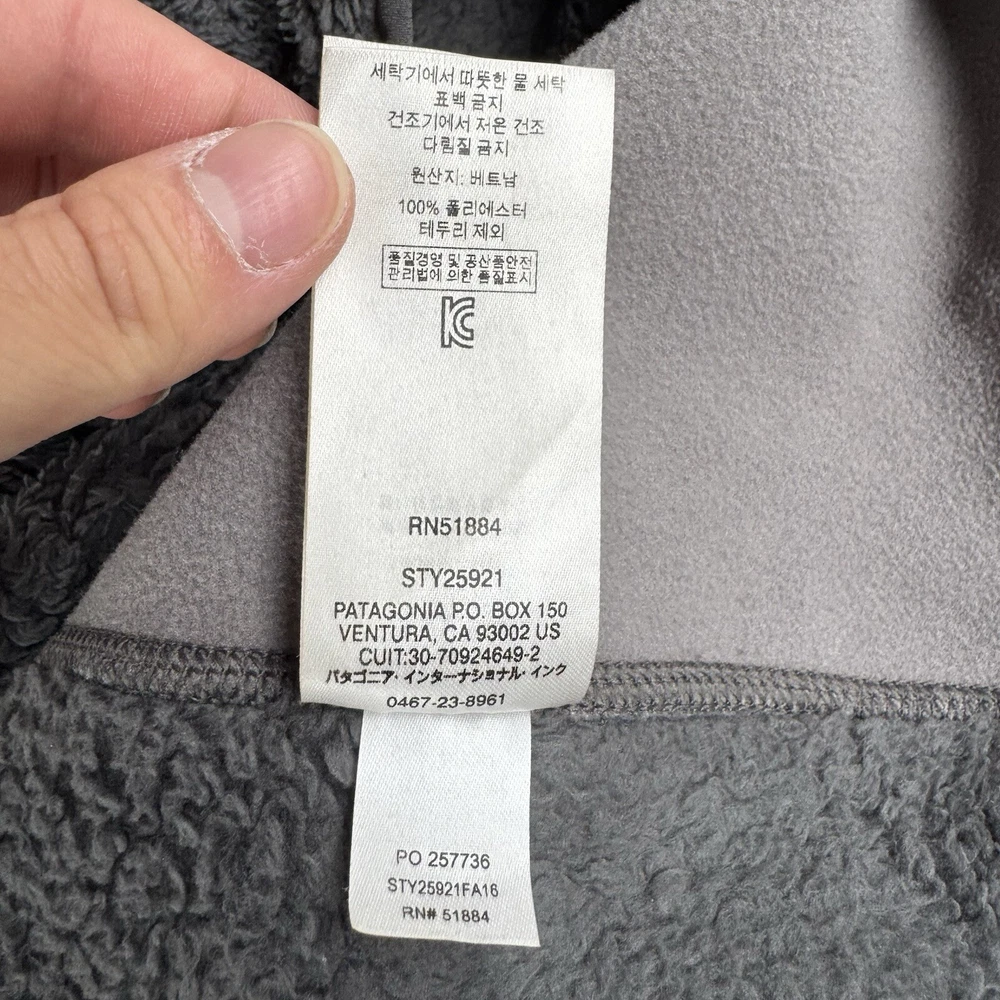 세탁기에서 따뜻한 물 세탁
표백 금지
건조기에서 저온 건조
다림질 금지
원산지: 베트남
100% 폴리에스터
테두리 제외
품질경영 및 공산품안전
관리법에 의한 품질표시
RN51884
STY25921
PATAGONIA P.O. BOX 150
VENTURA, CA 93002 US
CUIT:30-70924649-2
パタゴニア・インターナショナル・インク
0467-23-8961
PO 257736
STY25921FA16
RN# 51884